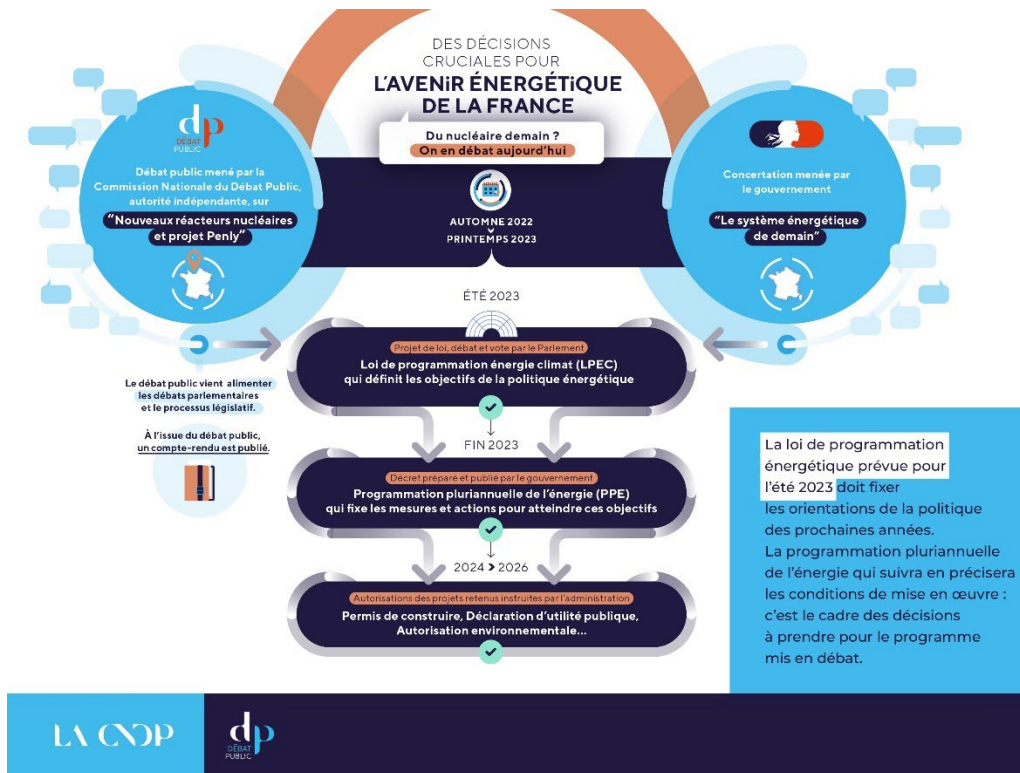 DES DÉCISIONS
CRUCIALES POUR
L'AVENiR ÉNERGÉTiQUE
DE LA FRANCE
Du nucléaire demain ?
On en débat aujourd'hui
dp
DÉBAT
PUBLIC
Débat public mené par la
Commission Nationale du Débat Public,
autorité indépendante, sur
"Nouveaux réacteurs nucléaires
et projet Penly"
AUTOMNE 2022
PRINTEMPS 2023
Concertation menée par
le gouvernement
"Le système énergétique
de demain"
ÉTÉ 2023
Projet de loi, débat et vote par le Parlement
Loi de programmation énergie climat (LPEC)
qui définit les objectifs de la politique énergétique
Le débat public vient alimenter
les débats parlementaires
et le processus législatif.
À l'issue du débat public,
un compte-rendu est publié.
FIN 2023
Décret préparé et publié par le gouvernement
Programmation pluriannuelle de l'énergie (PPE)
qui fixe les mesures et actions pour atteindre ces objectifs
2024 > 2026
Autorisations des projets retenus instruites par l'administration
Permis de construire, Déclaration d'utilité publique,
Autorisation environnementale...
La loi de programmation
énergétique prévue pour
l'été 2023 doit fixer
les orientations de la politique
des prochaines années.
La programmation pluriannuelle
de l'énergie qui suivra en précisera
les conditions de mise en œuvre :
c'est le cadre des décisions
à prendre pour le programme
mis en débat.
LA CNDP
dp
DÉBAT
PUBLIC